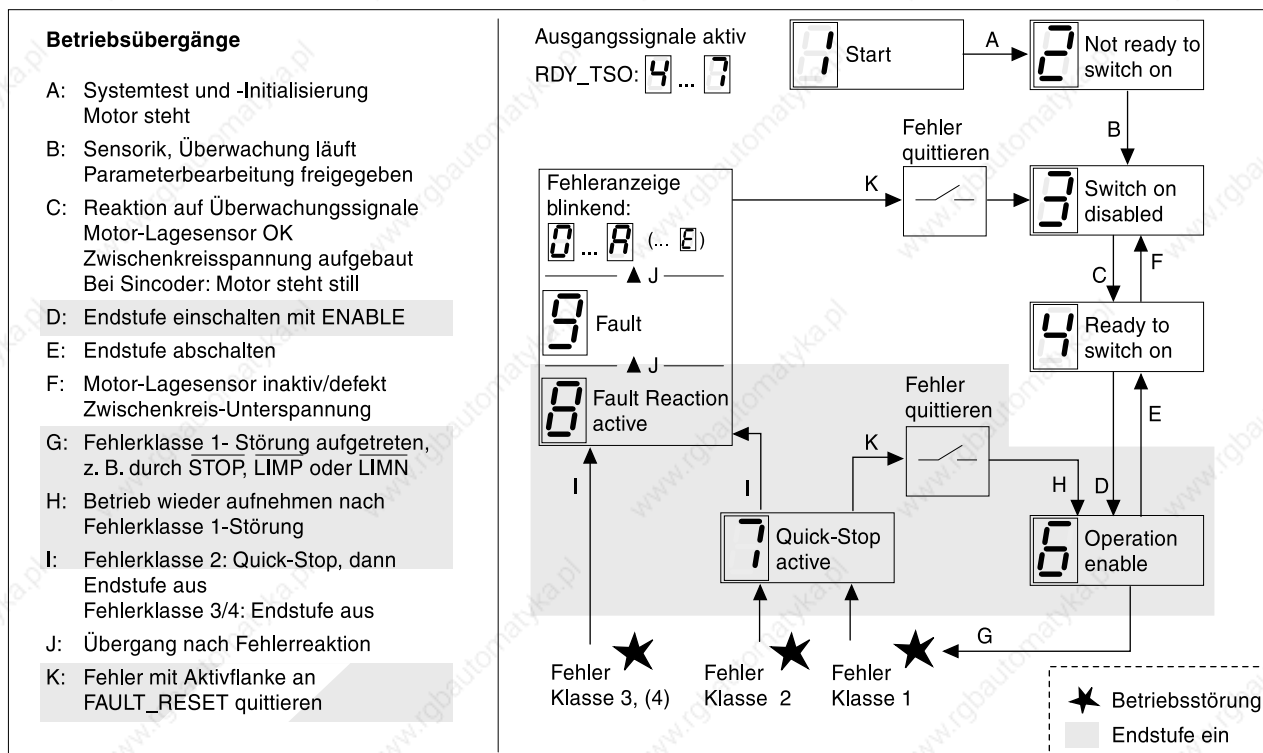 Betriebsübergänge
A: Systemtest und -Initialisierung
Motor steht
B: Sensorik, Überwachung läuft
Parameterbearbeitung freigegeben
C: Reaktion auf Überwachungssignale
Motor-Lagesensor OK
Zwischenkreisspannung aufgebaut
Bei Sincoder: Motor steht still
D: Endstufe einschalten mit ENABLE
E: Endstufe abschalten
F: Motor-Lagesensor inaktiv/defekt
Zwischenkreis-Unterspannung
G: Fehlerklasse 1- Störung aufgetreten,
z. B. durch STOP, LIMP oder LIMN
H: Betrieb wieder aufnehmen nach
Fehlerklasse 1-Störung
I: Fehlerklasse 2: Quick-Stop, dann
Endstufe aus
Fehlerklasse 3/4: Endstufe aus
J: Übergang nach Fehlerreaktion
K: Fehler mit Aktivflanke an
FAULT_RESET quittieren
Ausgangssignale aktiv
RDY_TSO: 4 ... 7
1 Start
A
2 Not ready to
switch on
B
Fehler
quittieren
K
3 Switch on
disabled
Fehleranzeige
blinkend:
0 ... A (... E)
J
9 Fault
J
8 Fault Reaction
active
C
F
4 Ready to
switch on
Fehler
quittieren
K
E
I
I
H
D
7 Quick-Stop
active
6 Operation
enable
G
Fehler
Klasse 3, (4)
Fehler
Klasse 2
Fehler
Klasse 1
Betriebsstörung
Endstufe ein
www.rgbautomatyka.pl